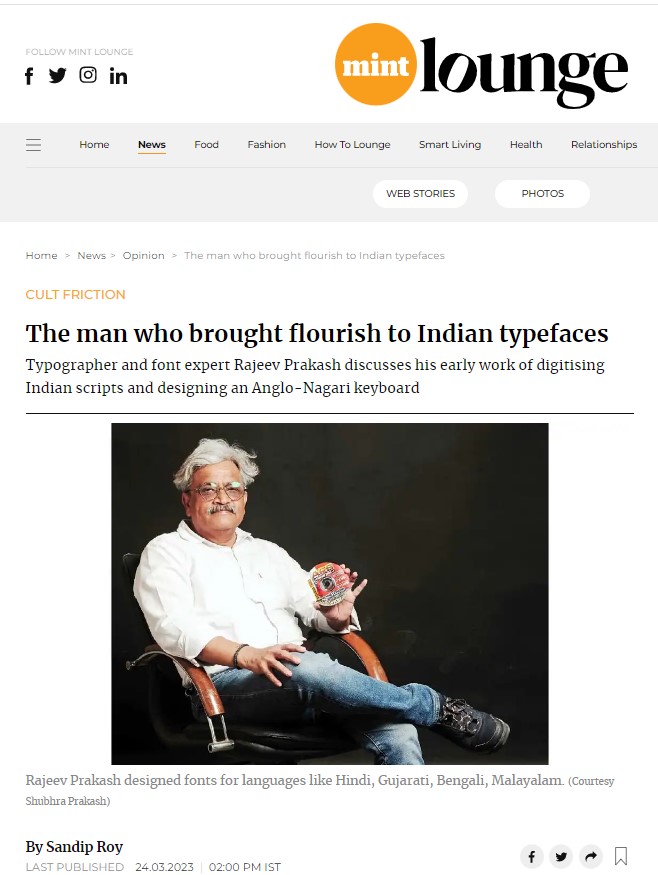 FOLLOW MINT LOUNGE
mint lounge
Home News Food Fashion How To Lounge Smart Living Health Relationships
WEB STORIES PHOTOS
Home > News > Opinion > The man who brought flourish to Indian typefaces
CULT FRICTION
The man who brought flourish to Indian typefaces
Typographer and font expert Rajeev Prakash discusses his early work of digitising
Indian scripts and designing an Anglo-Nagari keyboard
Rajeev Prakash designed fonts for languages like Hindi, Gujarati, Bengali, Malayalam. (Courtesy
Shubhra Prakash)
By Sandip Roy
LAST PUBLISHED 24.03.2023 | 02:00 PM IST